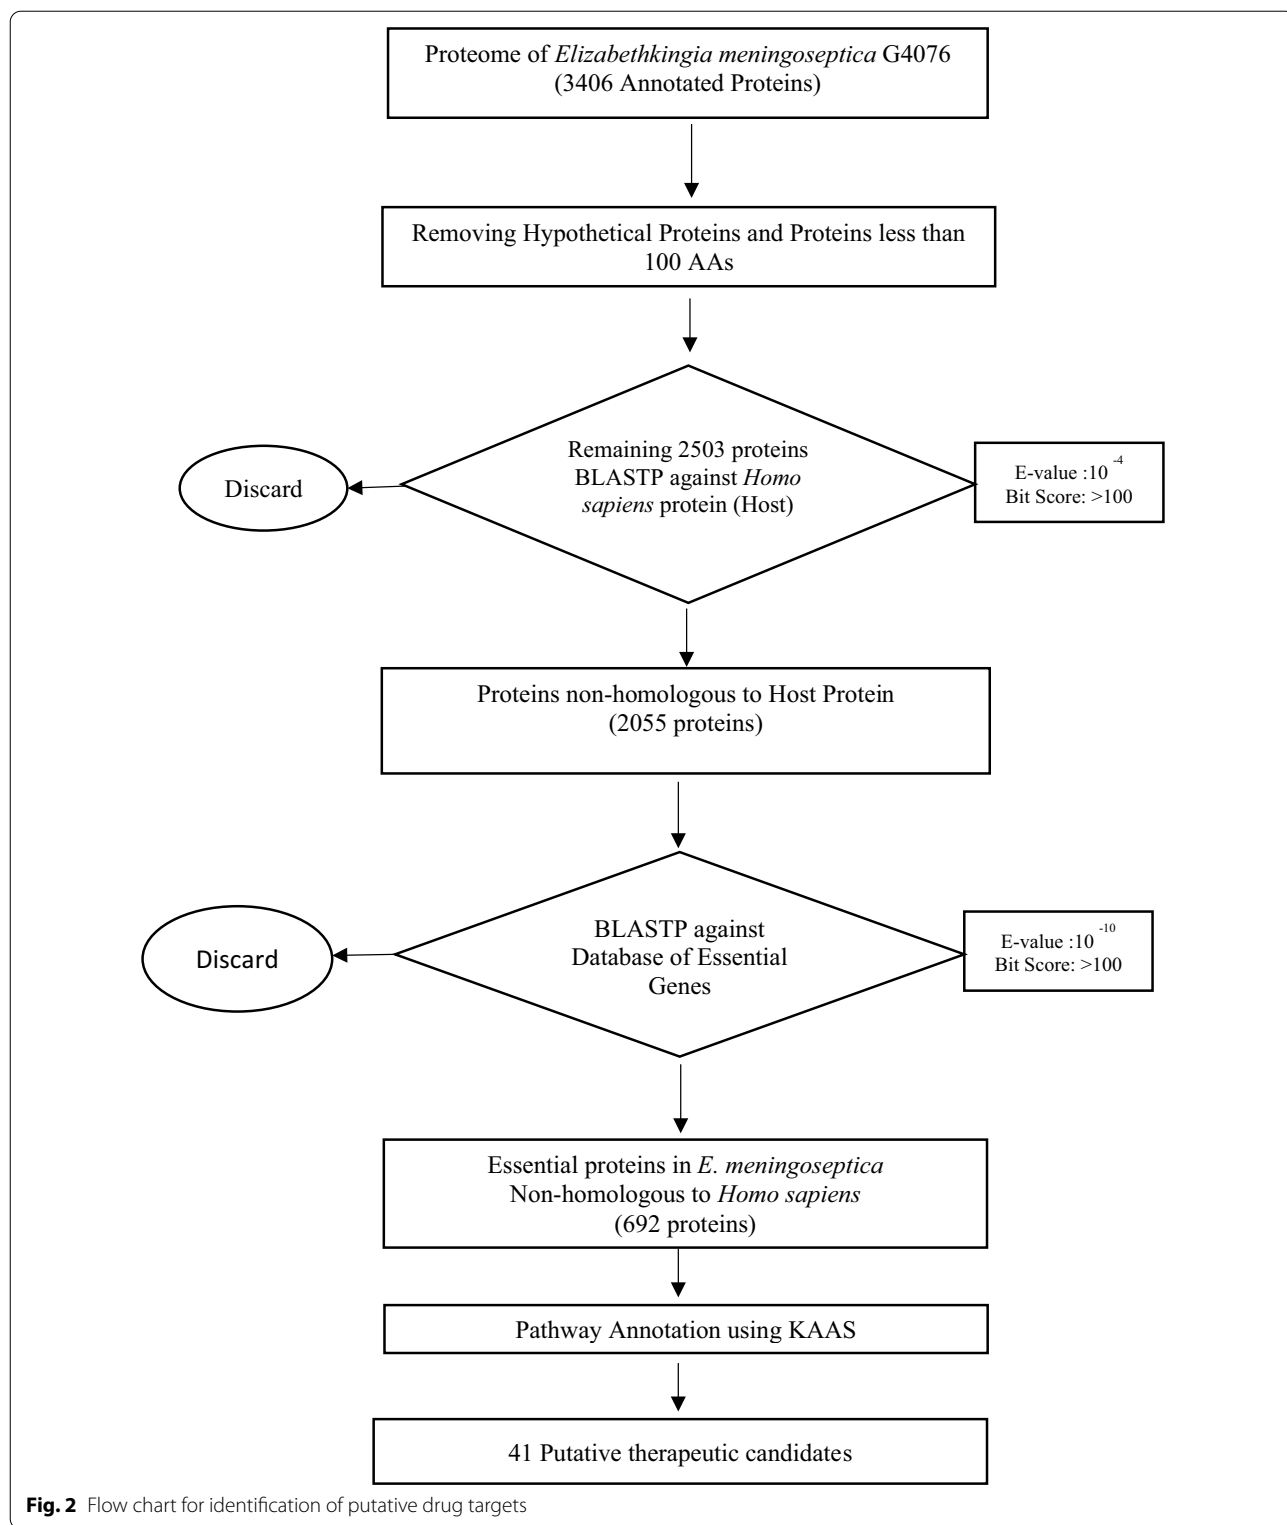 Proteome of Elizabethkingia meningoseptica G4076
(3406 Annotated Proteins)
Removing Hypothetical Proteins and Proteins less than
100 AAs
Remaining 2503 proteins
BLASTP against Homo
sapiens protein (Host)
Discard
E-value :10 -4
Bit Score: >100
Proteins non-homologous to Host Protein
(2055 proteins)
BLASTP against
Database of Essential
Genes
Discard
E-value :10 -10
Bit Score: >100
Essential proteins in E. meningoseptica
Non-homologous to Homo sapiens
(692 proteins)
Pathway Annotation using KAAS
41 Putative therapeutic candidates
Fig. 2 Flow chart for identification of putative drug targets